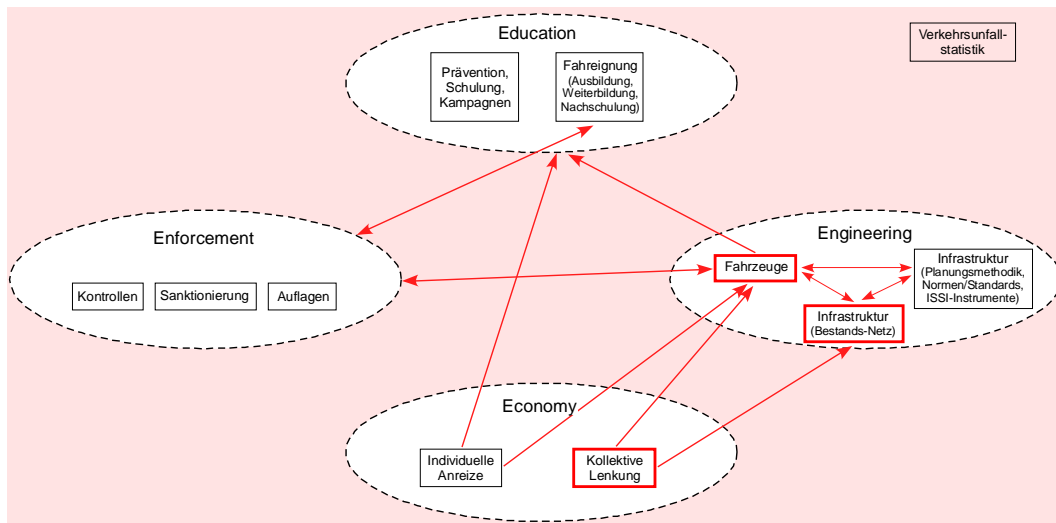 Education
Verkehrsunfall-
statistik
Prävention,
Schulung,
Kampagnen
Fahreignung
(Ausbildung,
Weiterbildung,
Nachschulung)
Enforcement
Kontrollen
Sanktionierung
Auflagen
Engineering
Fahrzeuge
Infrastruktur
(Planungsmethodik,
Normen/Standards,
ISSI-Instrumente)
Infrastruktur
(Bestands-Netz)
Economy
Individuelle
Anreize
Kollektive
Lenkung